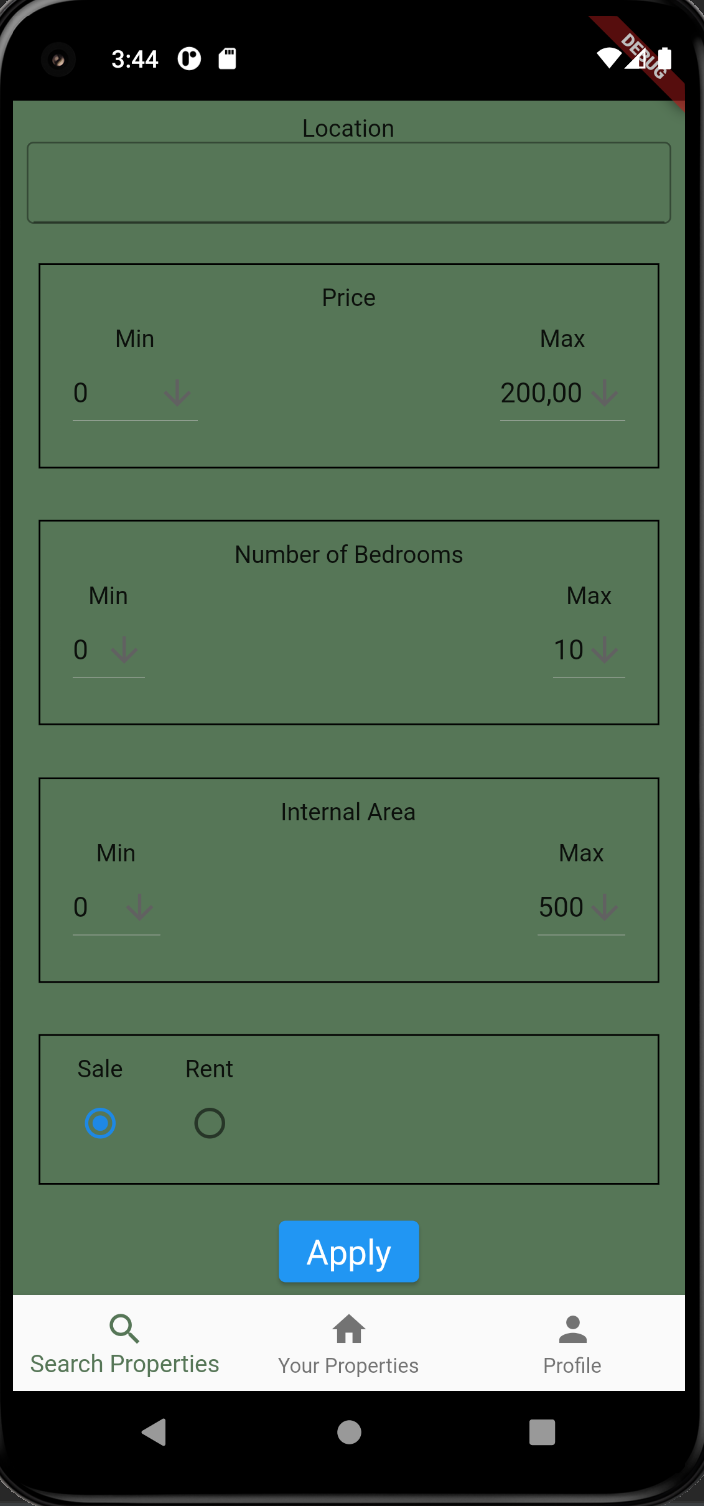 3:44
DEBUG
Location
Price
Min Max
0 200,00
Number of Bedrooms
Min Max
0 10
Internal Area
Min Max
0 500
Sale Rent
Apply
Search Properties Your Properties Profile